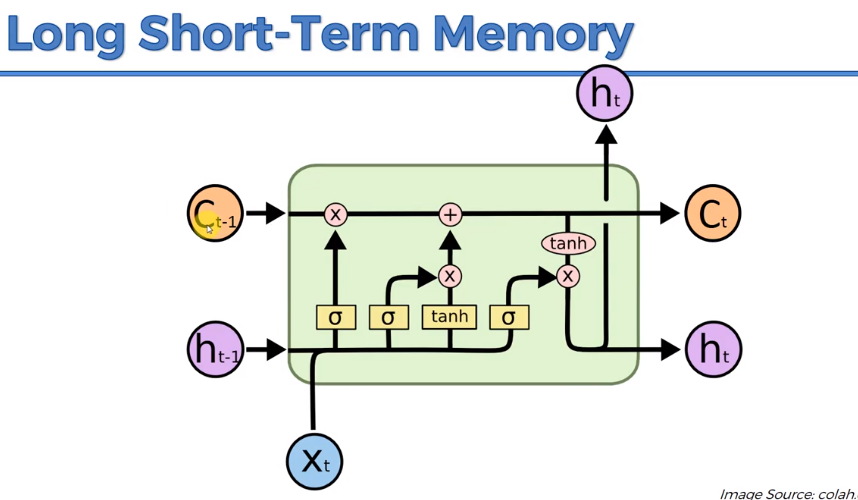 Long Short-Term Memory
ht
Ct-1
x
+
Ct
tanh
x
x
σ
σ
tanh
σ
ht-1
ht
Xt
Image Source: colah.